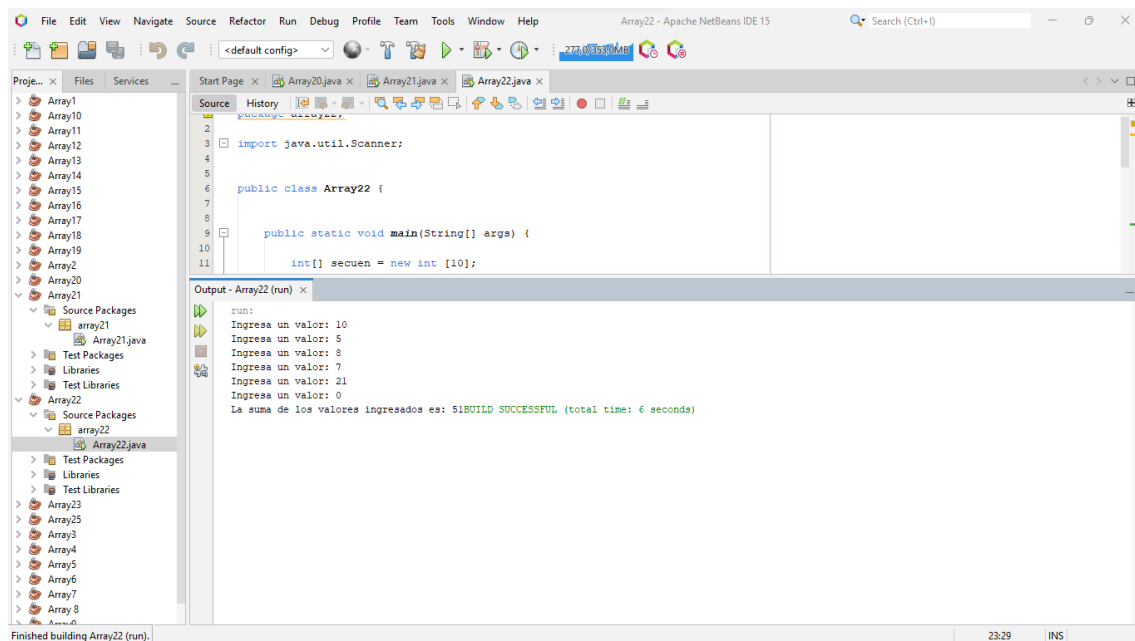 File Edit View Navigate Source Refactor Run Debug Profile Team Tools Window Help Array22 - Apache NetBeans IDE 15 Search (Ctrl+I)
<default config> 277.0/353.0MB
Proje... Files Services
Start Page Array20.java Array21.java Array22.java
Array1
Array10
Array11
Array12
Array13
Array14
Array15
Array16
Array17
Array18
Array19
Array2
Array20
Array21
Source Packages
array21
Array21.java
Test Packages
Libraries
Test Libraries
Array22
Source Packages
array22
Array22.java
Test Packages
Libraries
Test Libraries
Array23
Array25
Array3
Array4
Array5
Array6
Array7
Array 8
Array9
Source History
package array22;
2
3 import java.util.Scanner;
4
5
6 public class Array22 {
7
8
9 public static void main(String[] args) {
10
11 int[] secuen = new int [10];
Output - Array22 (run)
run:
Ingresa un valor: 10
Ingresa un valor: 5
Ingresa un valor: 8
Ingresa un valor: 7
Ingresa un valor: 21
Ingresa un valor: 0
La suma de los valores ingresados es: 51BUILD SUCCESSFUL (total time: 6 seconds)
Finished building Array22 (run). 23:29 INS